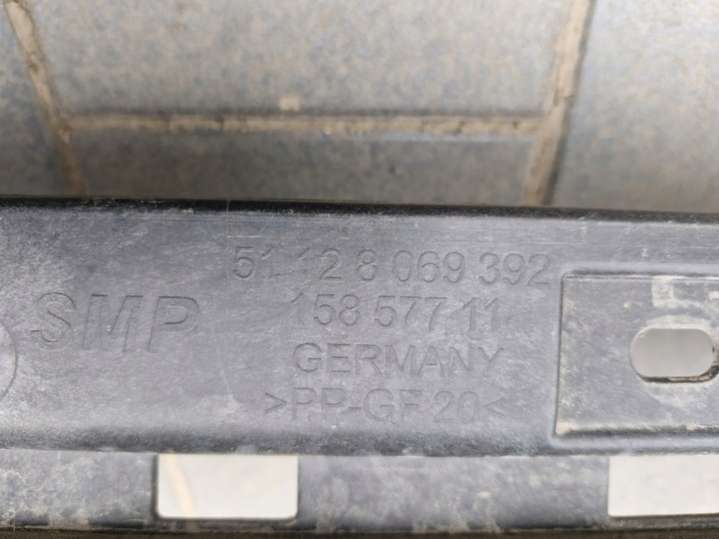 51.12 8 069 392
SMP
158 577 11
GERMANY
>PP-GF 20<